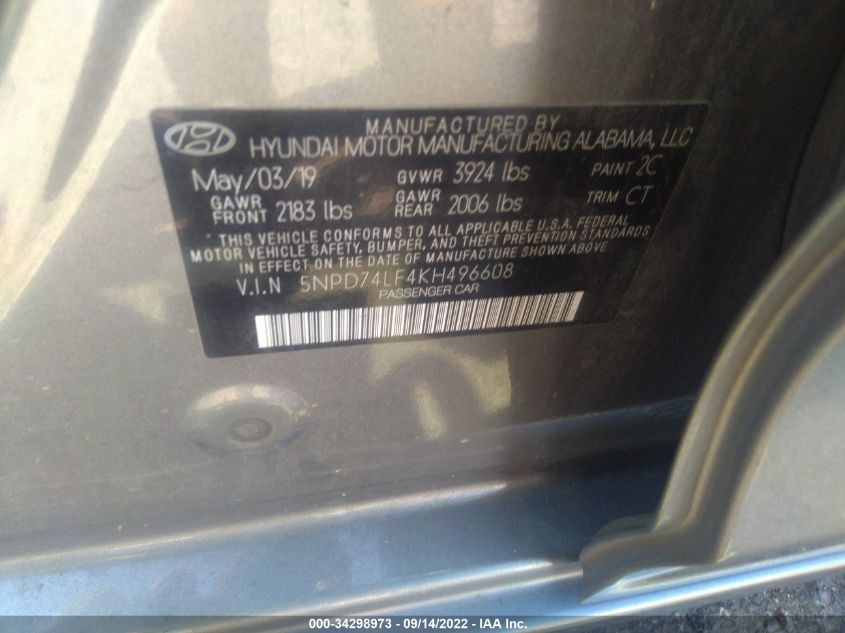 MANUFACTURED BY
HYUNDAI MOTOR MANUFACTURING ALABAMA, LLC
May/03/19 GVWR 3924 lbs PAINT 2C
GAWR FRONT 2183 lbs GAWR REAR 2006 lbs TRIM CT
* THIS VEHICLE CONFORMS TO ALL APPLICABLE U.S.A. FEDERAL
MOTOR VEHICLE SAFETY, BUMPER, AND THEFT PREVENTION STANDARDS
IN EFFECT ON THE DATE OF MANUFACTURE SHOWN ABOVE
V.I.N 5NPD74LF4KH496608
PASSENGER CAR
000-34298973 - 09/14/2022 - IAA Inc.